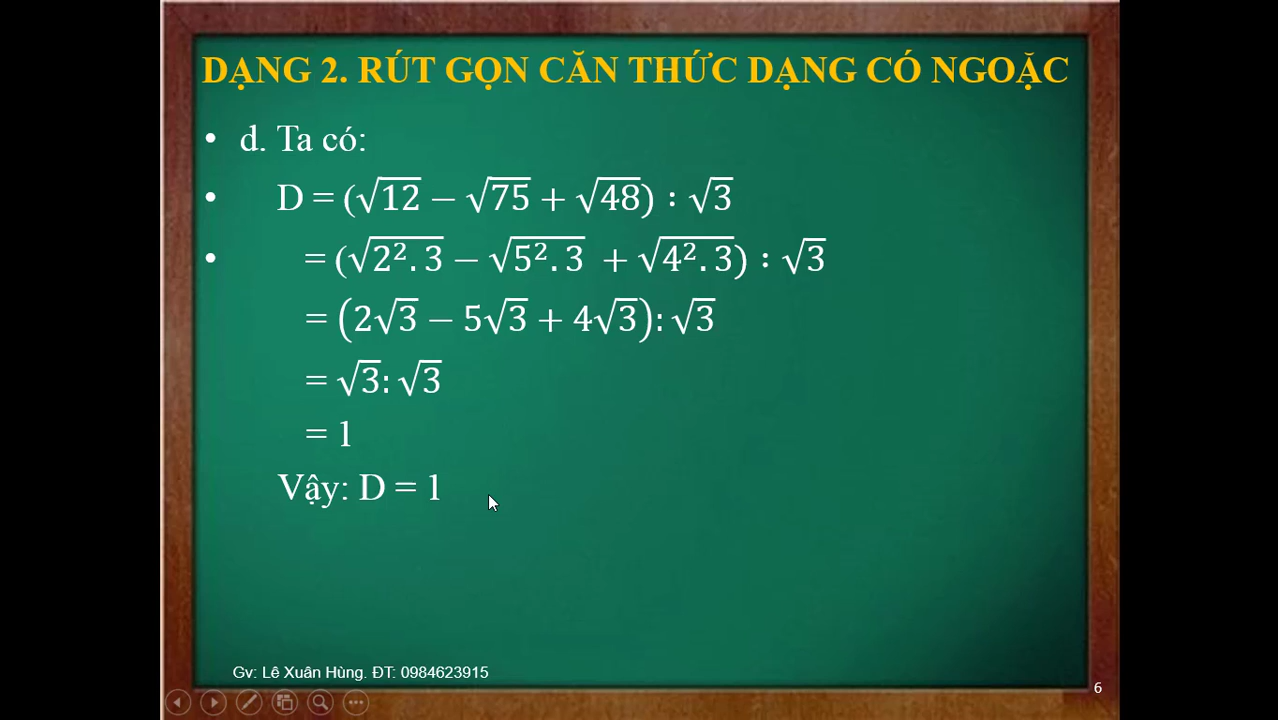 DẠNG 2. RÚT GỌN CĂN THỨC DẠNG CÓ NGOẶC
• d. Ta có:
• D = (√12 − √75 + √48) : √3
• = (√2². 3 − √5². 3 + √4². 3) : √3
= (2√3 − 5√3 + 4√3): √3
= √3: √3
= 1
Vậy: D = 1
Gv: Lê Xuân Hùng. ĐT: 0984623915
6